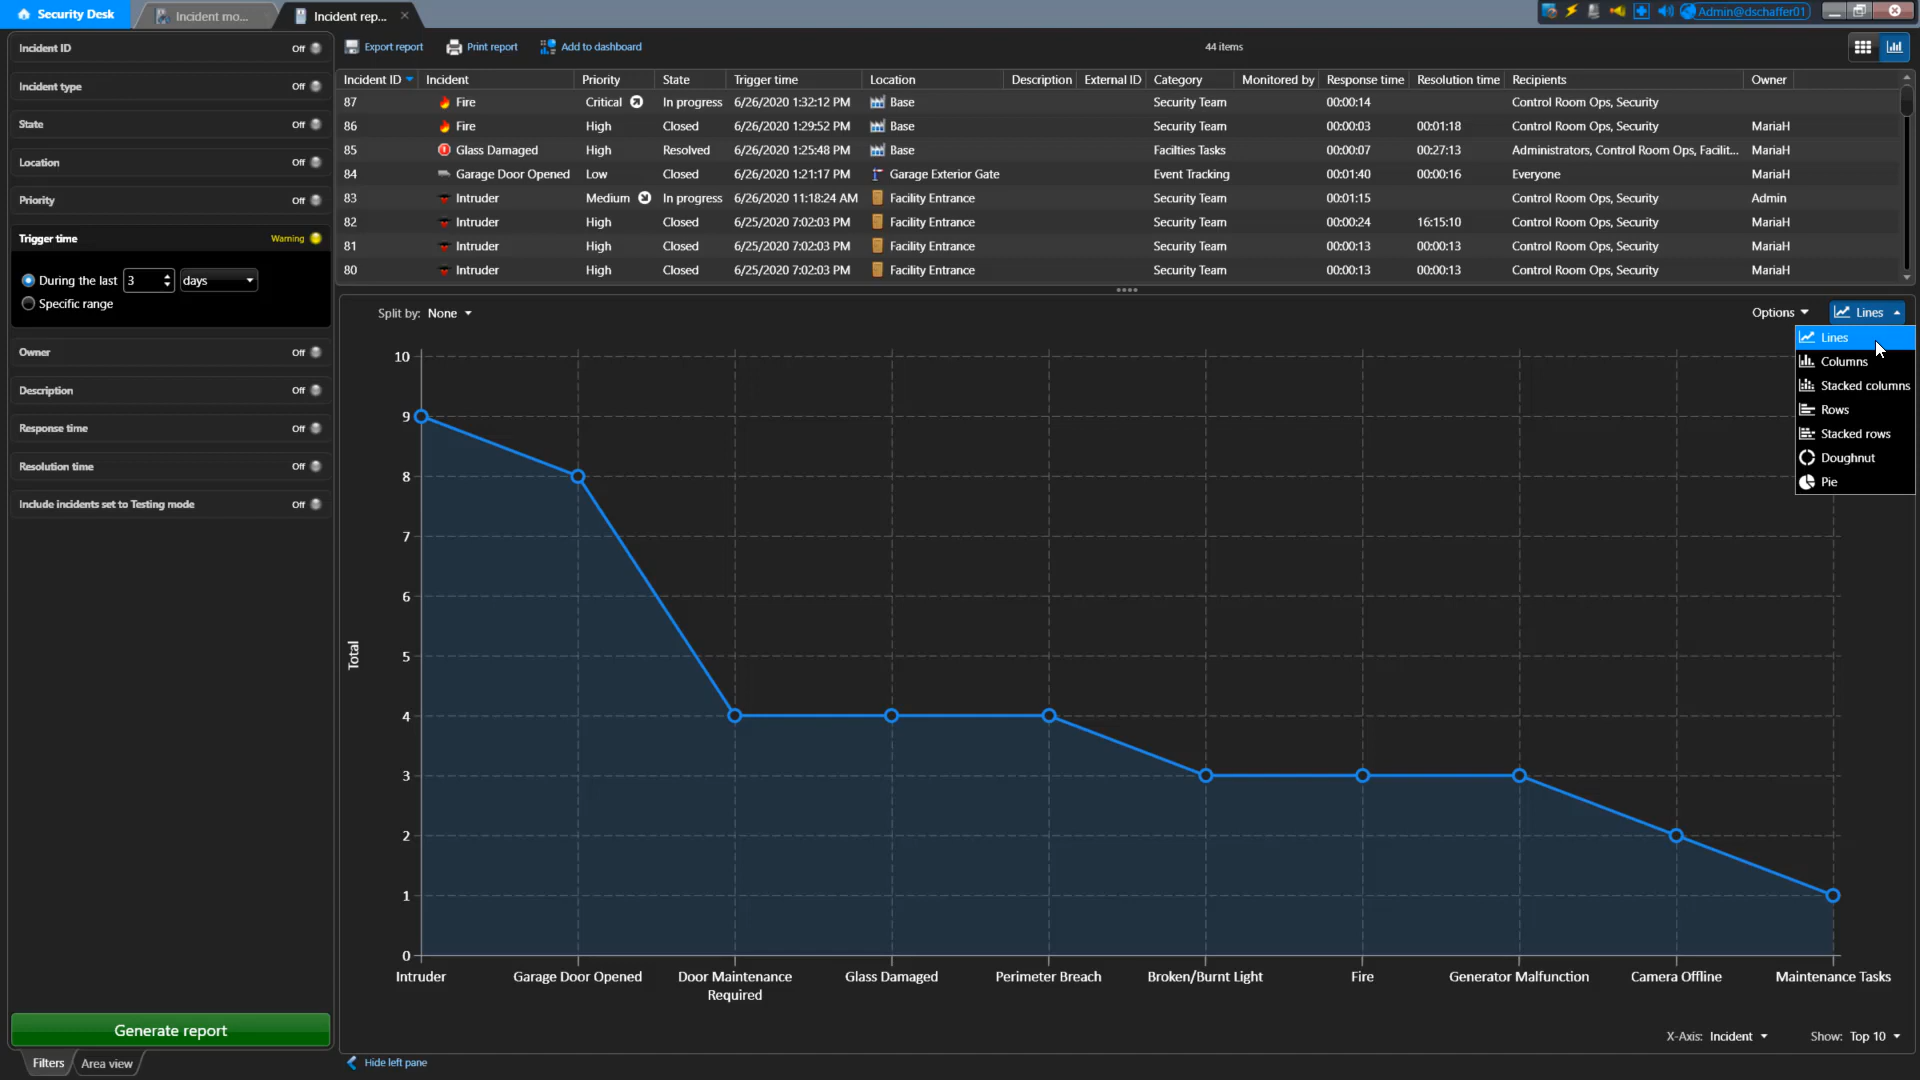 Security Desk
Incident mo...
Incident rep...
Admin@dschaffer01
Incident ID Off
Incident type Off
State Off
Location Off
Priority Off
Trigger time Warning
During the last 3 days
Specific range
Owner Off
Description Off
Response time Off
Resolution time Off
Include incidents set to Testing mode Off
Generate report
Filters Area view
Export report Print report Add to dashboard 44 items
Incident ID Incident Priority State Trigger time Location Description External ID Category Monitored by Response time Resolution time Recipients Owner
87 Fire Critical In progress 6/26/2020 1:32:12 PM Base Security Team 00:00:14 Control Room Ops, Security
86 Fire High Closed 6/26/2020 1:29:52 PM Base Security Team 00:00:03 00:01:18 Control Room Ops, Security MariaH
85 Glass Damaged High Resolved 6/26/2020 1:25:48 PM Base Facilties Tasks 00:00:07 00:27:13 Administrators, Control Room Ops, Facilit... MariaH
84 Garage Door Opened Low Closed 6/26/2020 1:21:17 PM Garage Exterior Gate Event Tracking 00:01:40 00:00:16 Everyone MariaH
83 Intruder Medium In progress 6/26/2020 11:18:24 AM Facility Entrance Security Team 00:01:15 Control Room Ops, Security Admin
82 Intruder High Closed 6/25/2020 7:02:03 PM Facility Entrance Security Team 00:00:24 16:15:10 Control Room Ops, Security MariaH
81 Intruder High Closed 6/25/2020 7:02:03 PM Facility Entrance Security Team 00:00:13 00:00:13 Control Room Ops, Security MariaH
80 Intruder High Closed 6/25/2020 7:02:03 PM Facility Entrance Security Team 00:00:13 00:00:13 Control Room Ops, Security MariaH
Split by: None
Options Lines
Lines
Columns
Stacked columns
Rows
Stacked rows
Doughnut
Pie
Total
10
9
8
7
6
5
4
3
2
1
0
Intruder Garage Door Opened Door Maintenance Required Glass Damaged Perimeter Breach Broken/Burnt Light Fire Generator Malfunction Camera Offline Maintenance Tasks
X-Axis: Incident Show: Top 10
Hide left pane